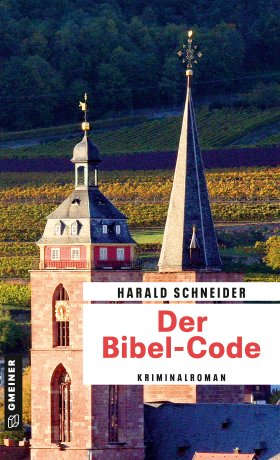 HARALD SCHNEIDER
Der
Bibel-Code
KRIMINALROMAN
GMEINER